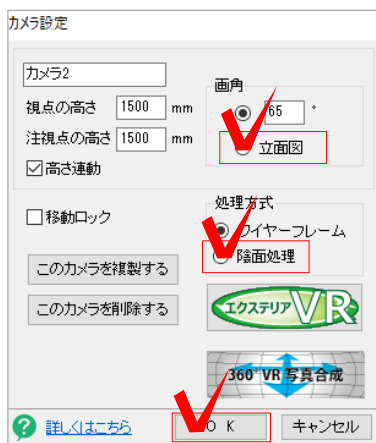 カメラ設定
カメラ2
視点の高さ 1500 mm
注視点の高さ 1500 mm
高さ連動
画角
65 °
立面図
移動ロック
処理方式
ワイヤーフレーム
陰面処理
このカメラを複製する
このカメラを削除する
エクステリアVR
360°VR写真合成
? 詳しくはこちら
O K
キャンセル